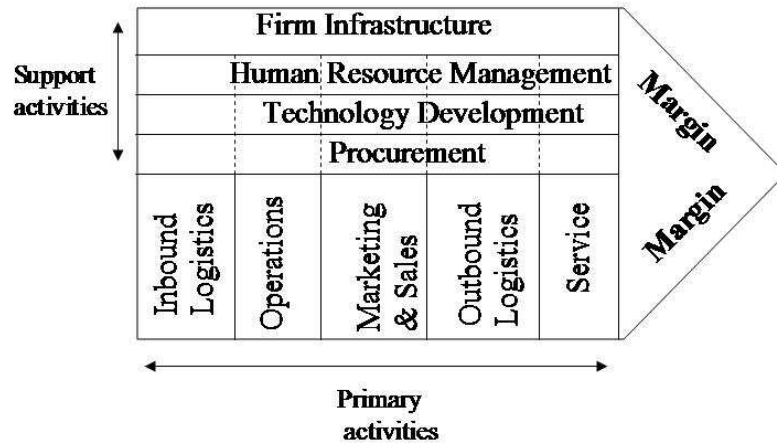 Firm Infrastructure
Human Resource Management
Technology Development
Procurement
Support
activities
Margin
Margin
Inbound
Logistics
Operations
Marketing
& Sales
Outbound
Logistics
Service
Primary
activities